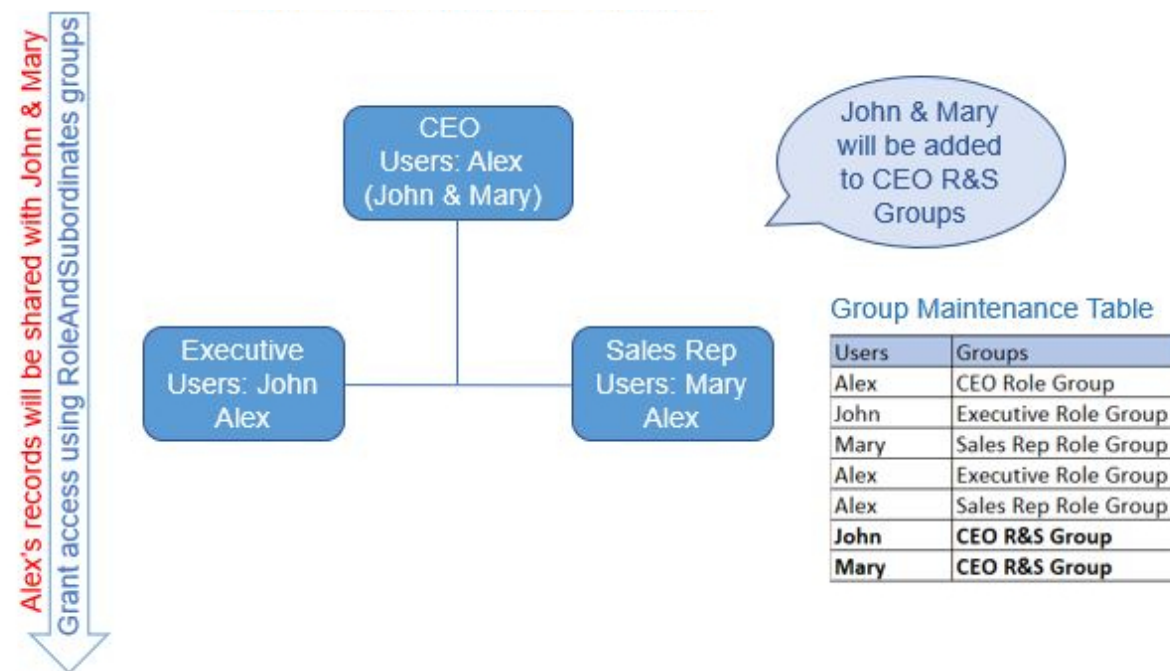 Alex's records will be shared with John & Mary
Grant access using RoleAndSubordinates groups
CEO
Users: Alex
(John & Mary)
John & Mary
will be added
to CEO R&S
Groups
Executive
Users: John
Alex
Sales Rep
Users: Mary
Alex
Group Maintenance Table
Users Groups
Alex CEO Role Group
John Executive Role Group
Mary Sales Rep Role Group
Alex Executive Role Group
Alex Sales Rep Role Group
John CEO R&S Group
Mary CEO R&S Group